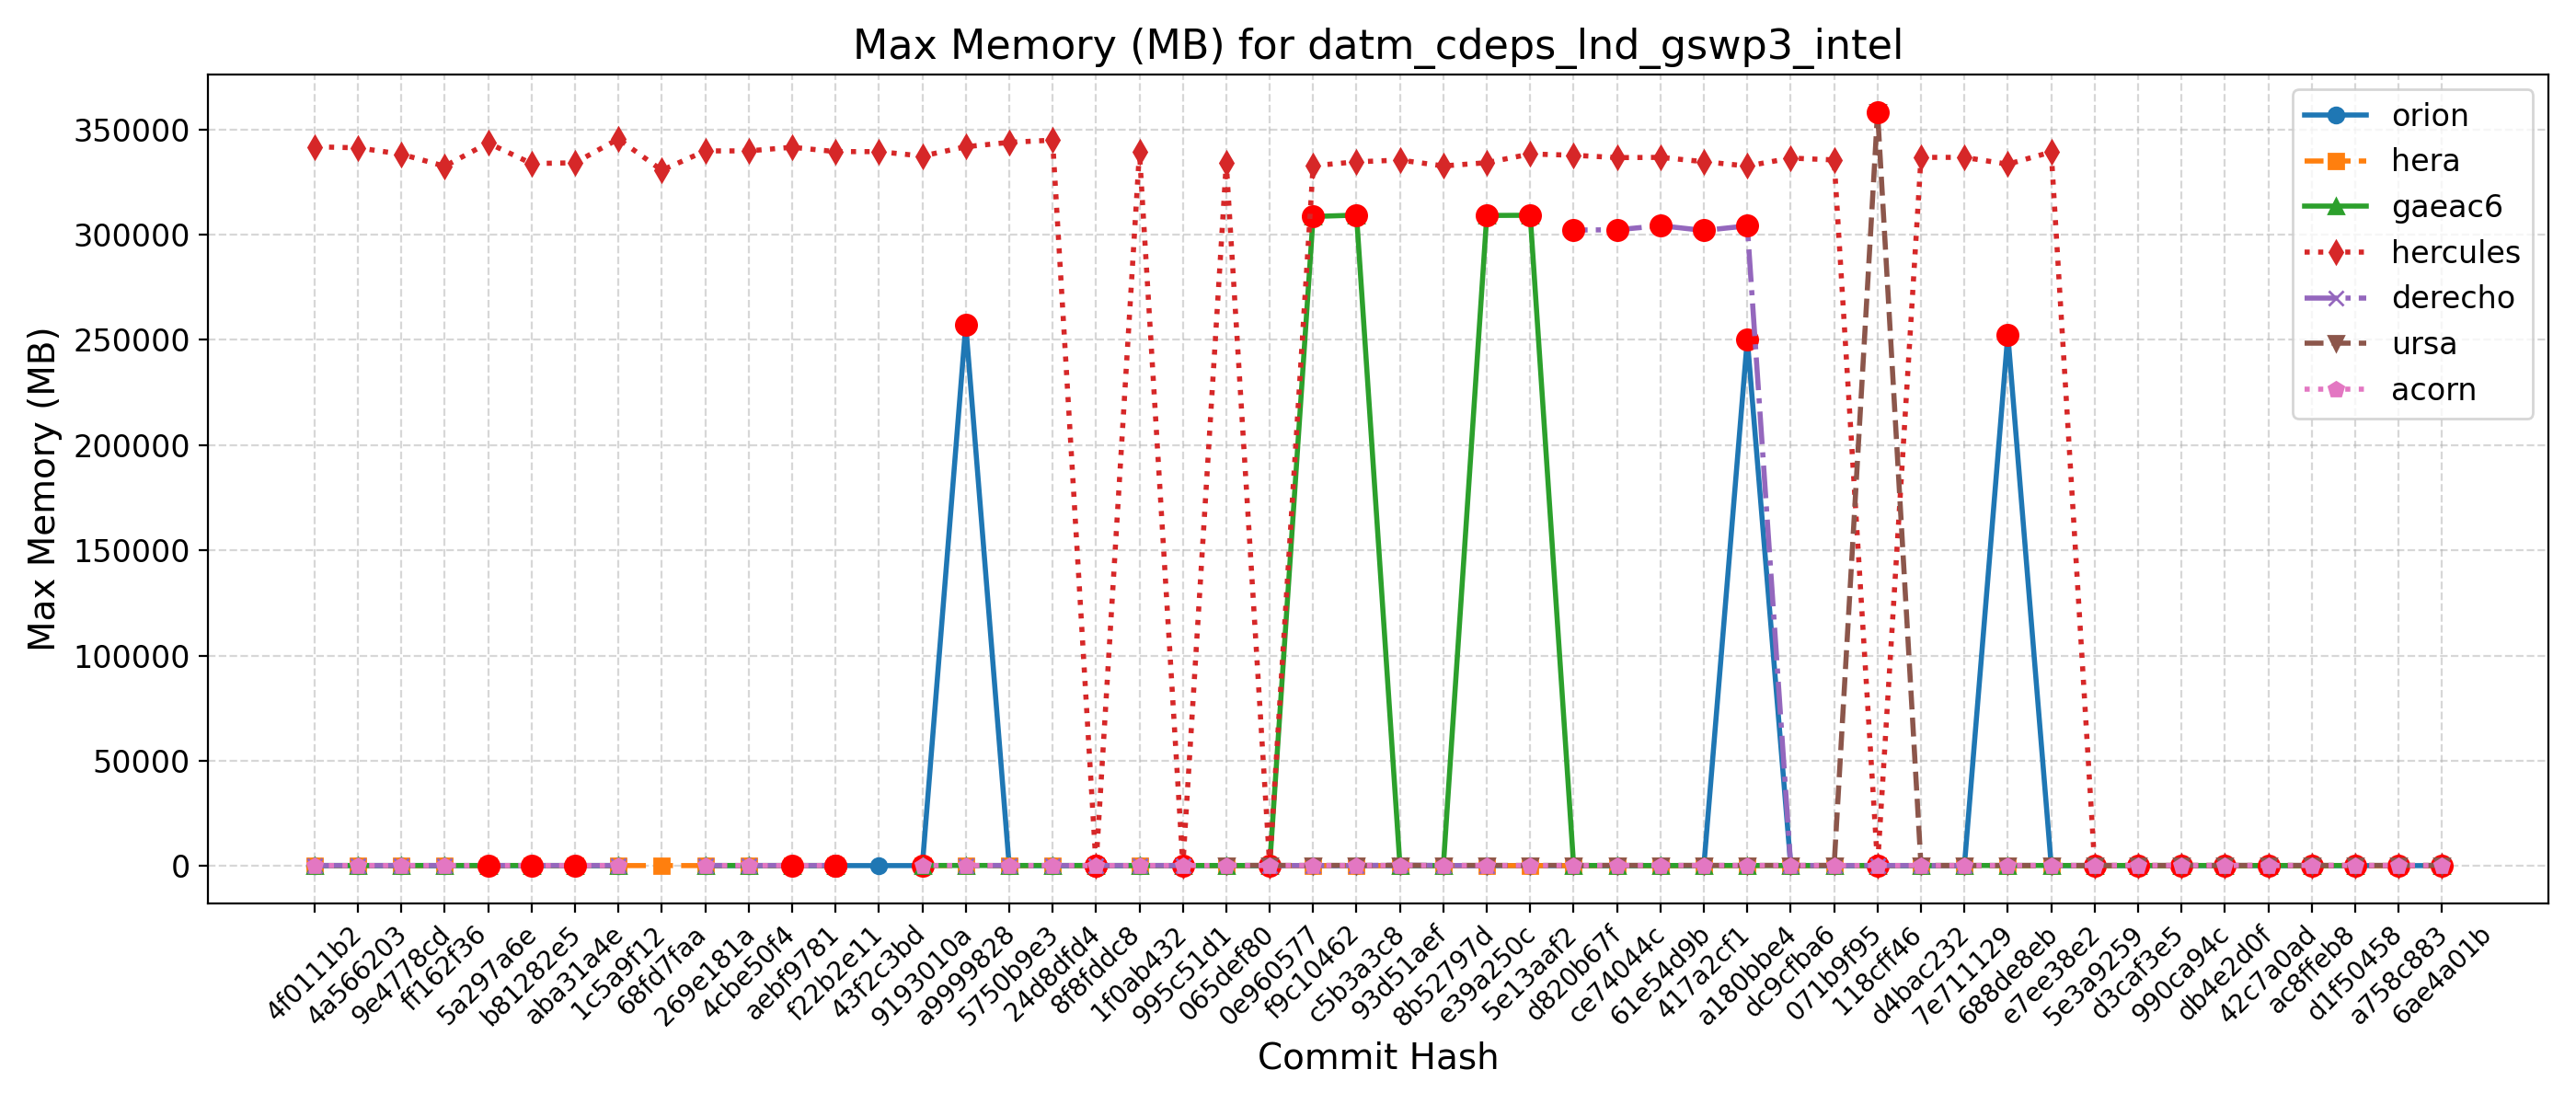 Max Memory (MB) for datm_cdeps_lnd_gswp3_intel
Max Memory (MB)
350000
300000
250000
200000
150000
100000
50000
0
orion
hera
gaeac6
hercules
derecho
ursa
acorn
4f0111b2
4a566203
9e4778cd
ff162f36
5a297a6e
b81282e5
aba31a4e
1c5a9f12
68fd7faa
269e181a
4cbe50f4
aebf9781
f22b2e11
43f2c3bd
9193010a
a9999828
5750b9e3
24d8dfd4
8f8fddc8
1f0ab432
995c51d1
065def80
0e960577
f9c10462
c5b3a3c8
93d51aef
8b52797d
e39a250c
5e13aaf2
d820b67f
ce74044c
61e54d9b
417a2cf1
a180bbe4
dc9cfba6
071b9f95
118cff46
d4bac232
7e711129
688de8eb
e7ee38e2
5e3a9259
d3caf3e5
990ca94c
db4e2d0f
42c7a0ad
ac8ffeb8
d1f50458
a758c883
6ae4a01b
Commit Hash